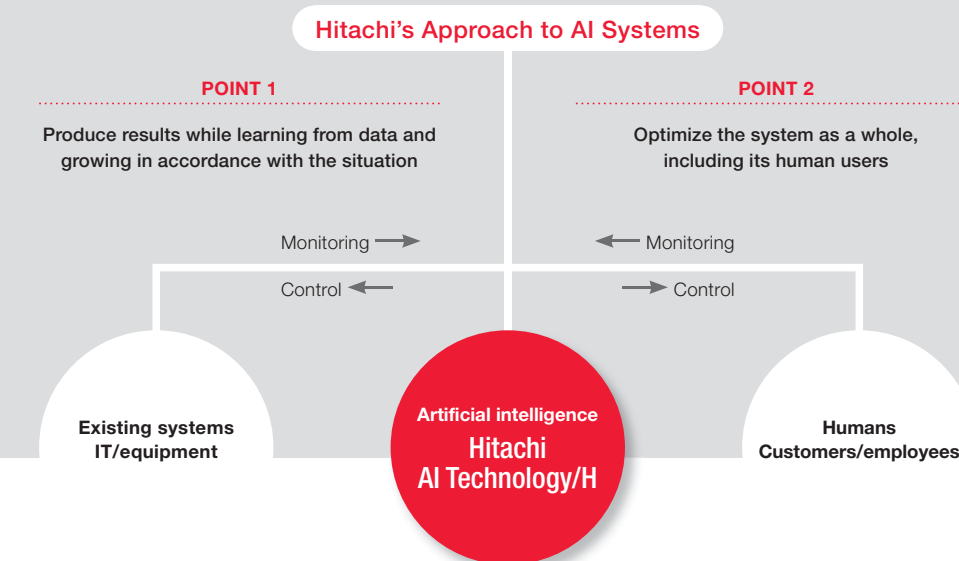 Hitachi’s Approach to AI Systems
POINT 1
Produce results while learning from data and
growing in accordance with the situation
POINT 2
Optimize the system as a whole,
including its human users
Monitoring
Monitoring
Control
Control
Existing systems
IT/equipment
Artificial intelligence
Hitachi
AI Technology/H
Humans
Customers/employees